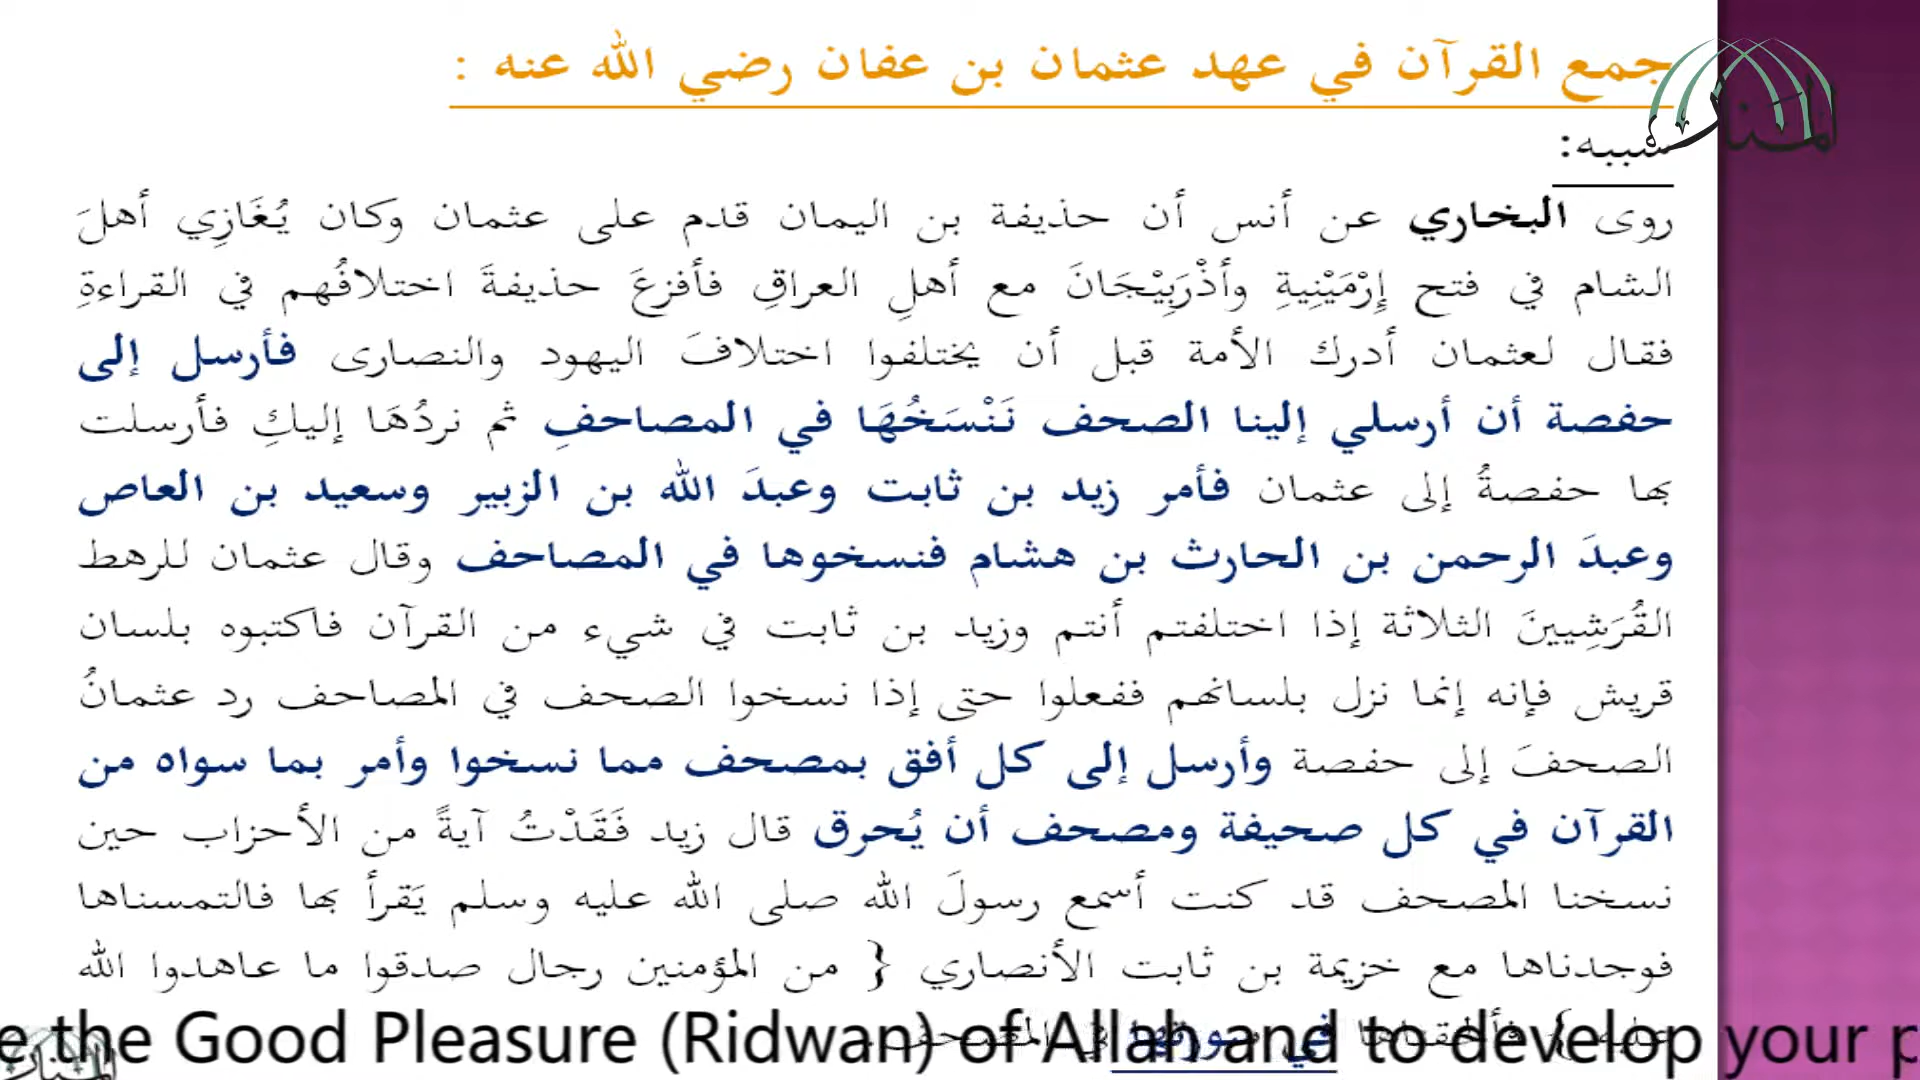 جمع القرآن في عهد عثمان بن عفان رضي الله عنه :
سببه:
روى البخاري عن أنس أن حذيفة بن اليمان قدم على عثمان وكان يُغَازِي أهلَ
الشام في فتح إِرْمَيْنِيةِ وأذْرَبِيْجَانَ مع أهلِ العراقِ فأفزعَ حذيفةَ اختلافُهم في القراءةِ
فقال لعثمان أدرك الأمة قبل أن يختلفوا اختلافَ اليهود والنصارى فأرسل إلى
حفصة أن أرسلي إلينا الصحف نَنْسَخُهَا في المصاحفِ ثم نردُهَا إليكِ فأرسلت
بها حفصةُ إلى عثمان فأمر زيد بن ثابت وعبدَ الله بن الزبير وسعيد بن العاص
وعبدَ الرحمن بن الحارث بن هشام فنسخوها في المصاحف وقال عثمان للرهط
القُرَشِيينَ الثلاثة إذا اختلفتم أنتم وزيد بن ثابت في شيء من القرآن فاكتبوه بلسان
قريش فإنه إنما نزل بلسانهم ففعلوا حتى إذا نسخوا الصحف في المصاحف رد عثمانُ
الصحفَ إلى حفصة وأرسل إلى كل أفق بمصحف مما نسخوا وأمر بما سواه من
القرآن في كل صحيفة ومصحف أن يُحرق قال زيد فَقَدْتُ آيةً من الأحزاب حين
نسخنا المصحف قد كنت أسمع رسولَ الله صلى الله عليه وسلم يَقرأ بها فالتمسناها
فوجدناها مع خزيمة بن ثابت الأنصاري { من المؤمنين رجال صدقوا ما عاهدوا الله
عليه } فألحقناها في سورتها في المصحف.
e the Good Pleasure (Ridwan) of Allah and to develop your p
المنار
المنار